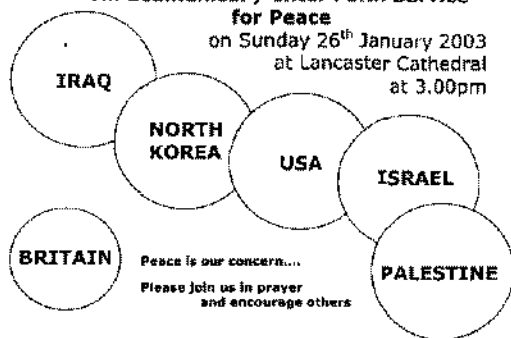 for Peace
on Sunday 26th January 2003
at Lancaster Cathedral
at 3.00pm
IRAQ
NORTH
KOREA
USA
ISRAEL
BRITAIN
PALESTINE
Peace is our concern....
Please join us in prayer
and encourage others